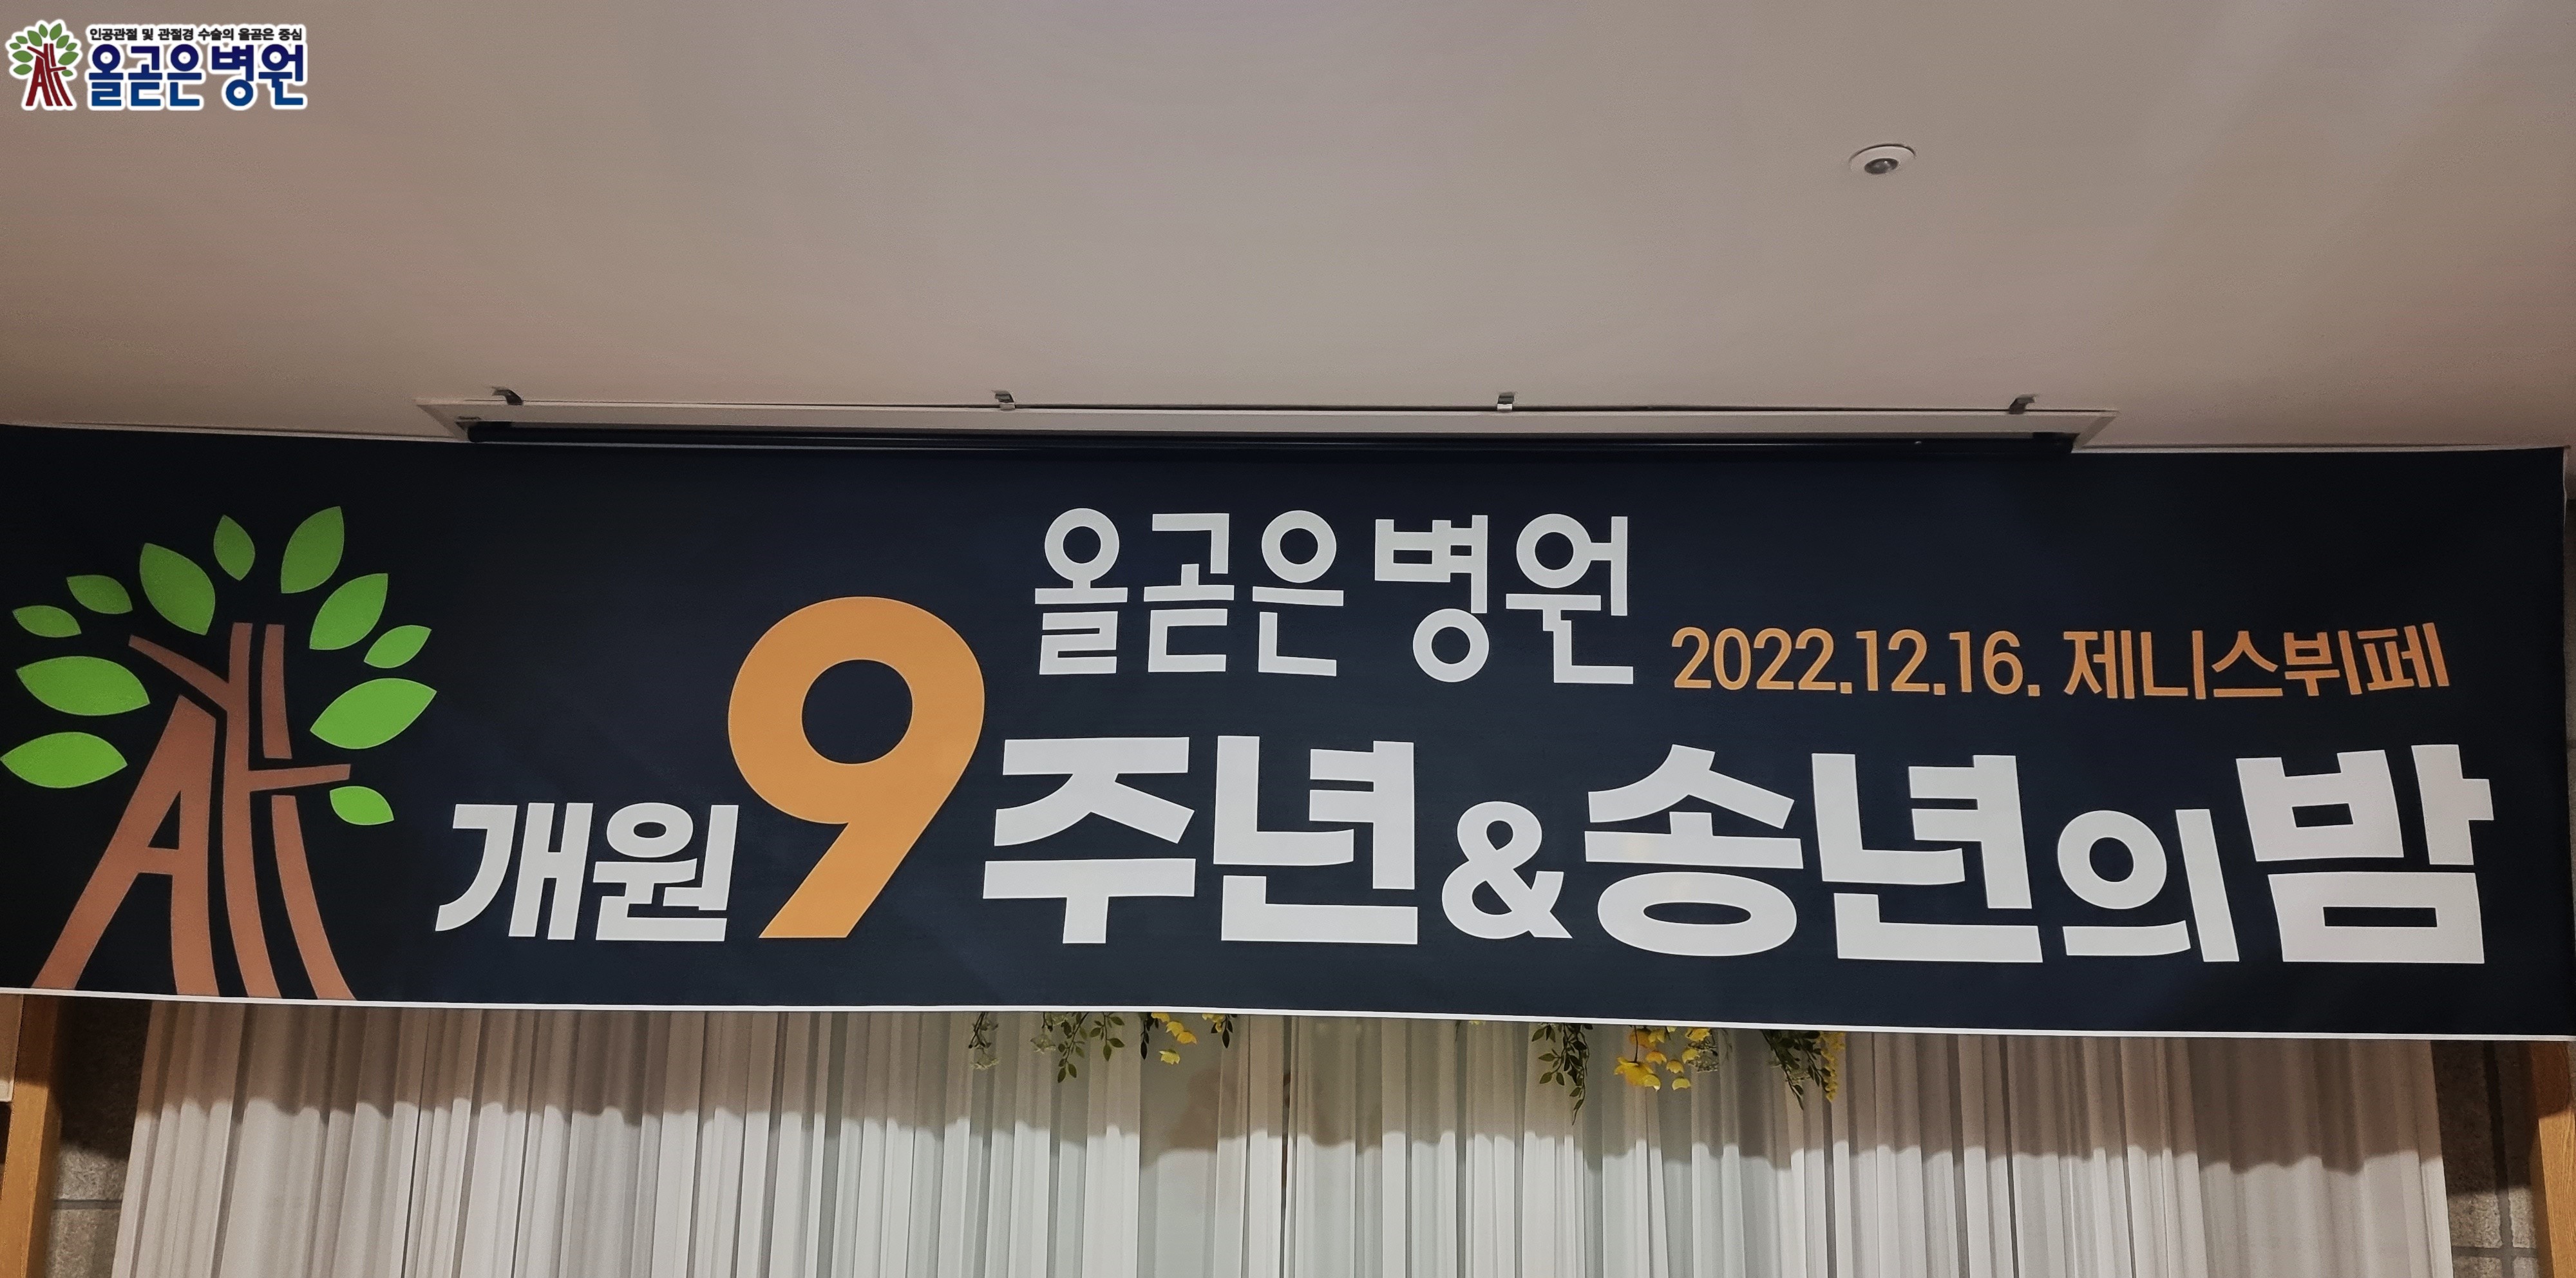 인공관절 및 관절경 수술의 올곧은 중심
올곧은병원
올곧은병원
2022.12.16. 제니스뷔페
개원9주년&송년의밤